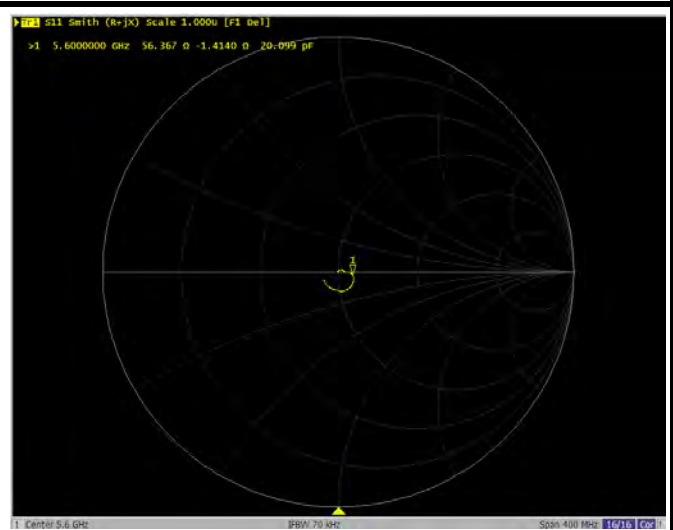 Tr1 S11 Smith (R+jX) Scale 1.000U [F1 Del]
>1 5.6000000 GHz 56.367 Ω -1.4140 Ω 20.099 pF
1
1 Center 5.6 GHz IFBW 70 kHz Span 400 MHz 16/16 Cor !